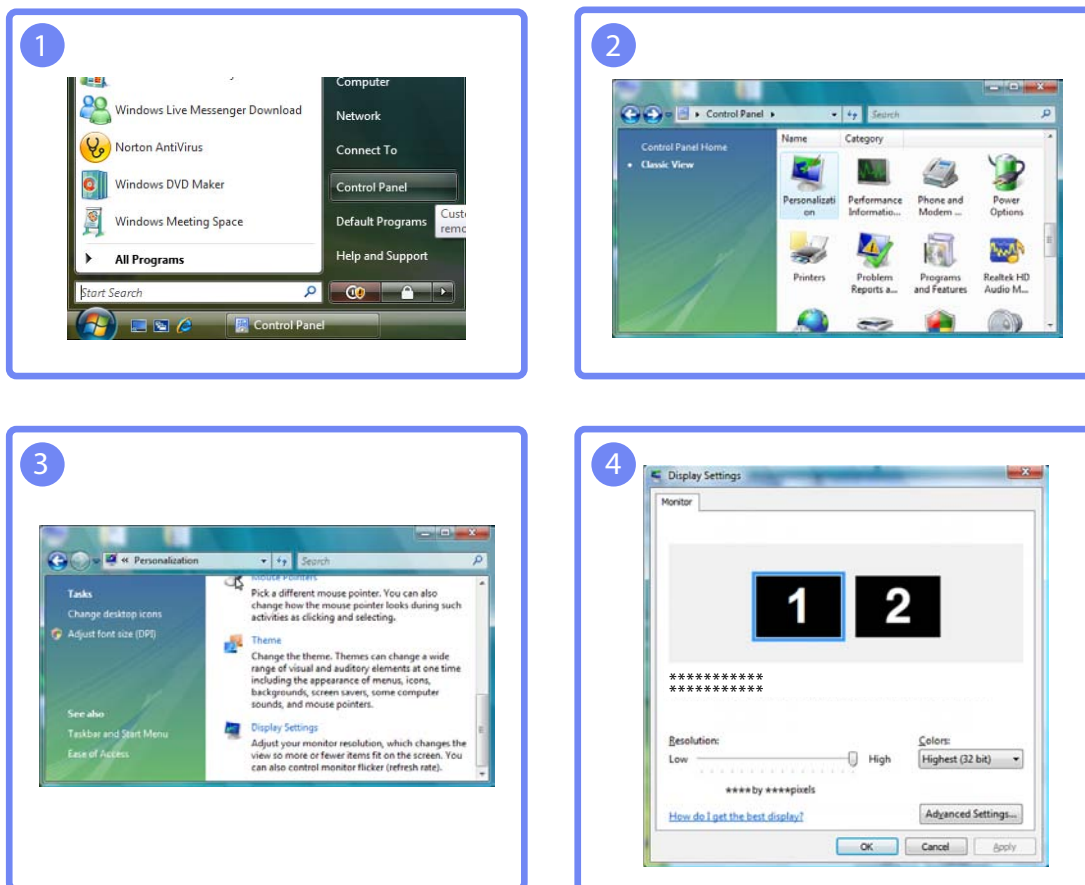 1
Computer
Windows Live Messenger Download
Network
Norton AntiVirus
Connect To
Windows DVD Maker
Control Panel
Windows Meeting Space
Default Programs
Custo
remo
All Programs
Help and Support
Start Search
Control Panel
2
Control Panel
Search
Control Panel Home
Classic View
Name
Category
Personalizati
on
Performance
Informatio...
Phone and
Modem ...
Power
Options
Printers
Problem
Reports a...
Programs
and Features
Realtek HD
Audio M...
3
« Personalization
Search
Tasks
Change desktop icons
Adjust font size (DPI)
See also
Taskbar and Start Menu
Ease of Access
Mouse Pointers
Pick a different mouse pointer. You can also
change how the mouse pointer looks during such
activities as clicking and selecting.
Theme
Change the theme. Themes can change a wide
range of visual and auditory elements at one time
including the appearance of menus, icons,
backgrounds, screen savers, some computer
sounds, and mouse pointers.
Display Settings
Adjust your monitor resolution, which changes the
view so more or fewer items fit on the screen. You
can also control monitor flicker (refresh rate).
4
Display Settings
Monitor
1 2
***********
***********
Resolution:
Low High
****by ****pixels
Colors:
Highest (32 bit)
How do I get the best display?
Advanced Settings...
OK Cancel Apply